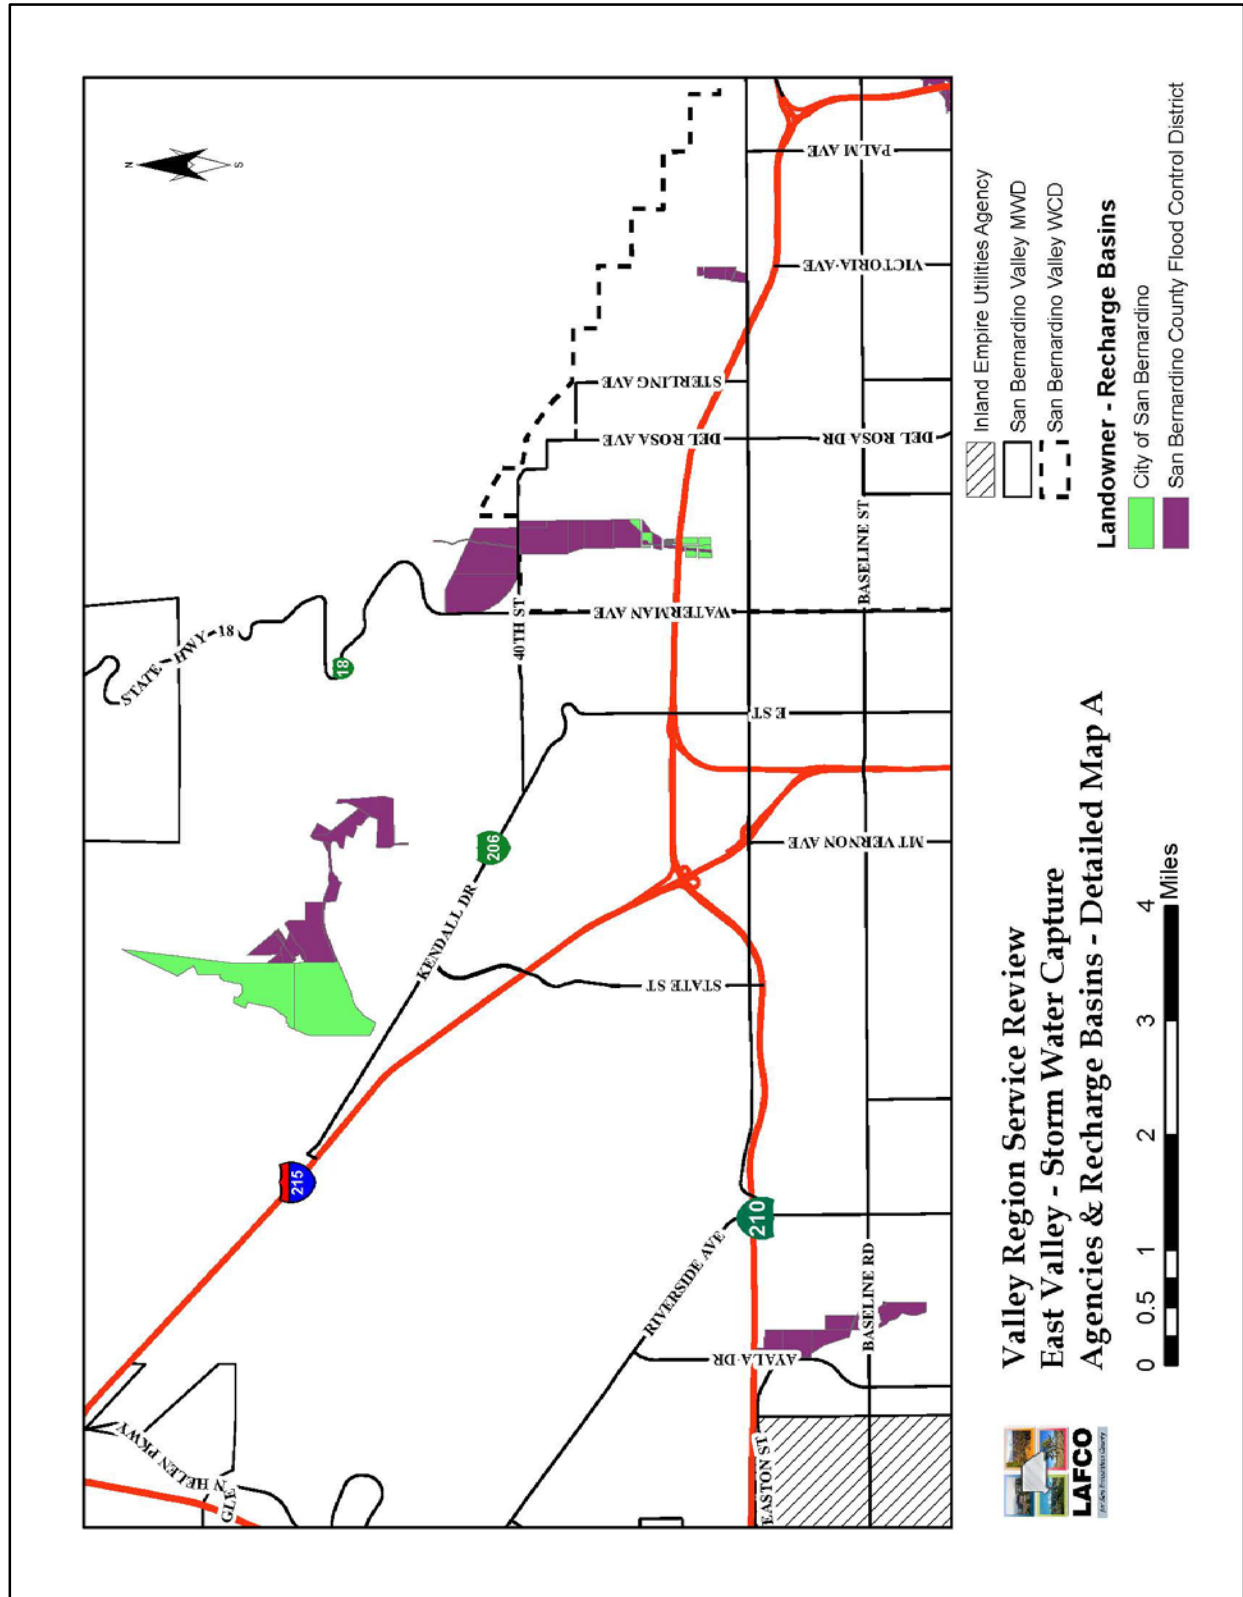 N
S
STATE HWY 18
18
GLEN HELEN PKWY
215
206
KENDALL DR
40TH ST
WATERMAN AVE
DEL ROSA AVE
STERLING AVE
STATE ST
E ST
RIVERSIDE AVE
210
MT VERNON AVE
VICTORIA AVE
PALM AVE
DEL ROSA DR
DEL ROSA AVE
BASELINE ST
BASELINE RD
AYALA DR
EASTON ST
LAFCO
Valley Region Service Review
East Valley - Storm Water Capture
Agencies & Recharge Basins - Detailed Map A
0 0.5 1 2 3 4
Miles
Inland Empire Utilities Agency
San Bernardino Valley MWD
San Bernardino Valley WCD
Landowner - Recharge Basins
City of San Bernardino
San Bernardino County Flood Control District